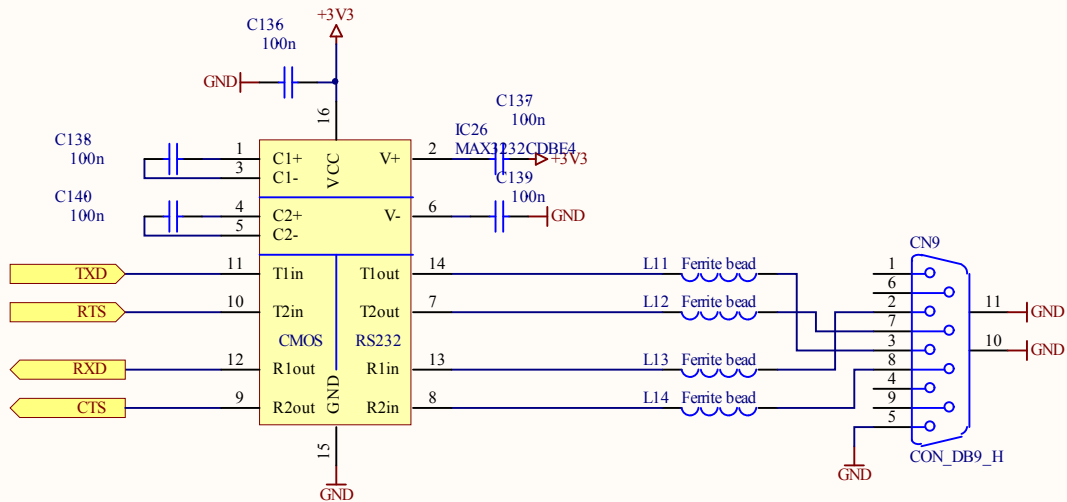 +3V3
C136
100n
GND
16
C137
100n
IC26
MAX3232CDBE4
C138
100n
1
3
C1+
C1-
VCC
V+
2
+3V3
C139
100n
C140
100n
4
5
C2+
C2-
V-
6
GND
CN9
TXD
11
T1in
T1out
14
L11 Ferrite bead
RTS
10
T2in
T2out
7
L12 Ferrite bead
CMOS
RS232
RXD
12
R1out
R1in
13
L13 Ferrite bead
CTS
9
R2out
GND
R2in
8
L14 Ferrite bead
15
GND
1
6
2
7
3
8
4
9
5
11
GND
10
GND
GND
CON_DB9_H